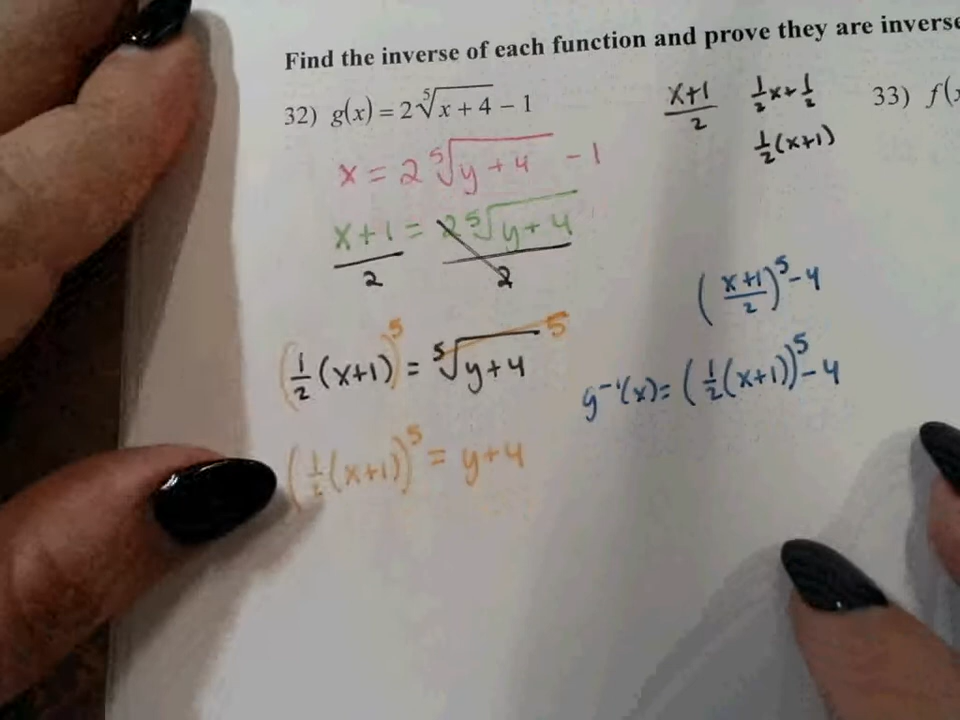 Find the inverse of each function and prove they are inverse
32) g(x) = 2⁵√(x + 4) − 1
x = 2⁵√(y + 4) − 1
x + 1 = 2⁵√(y + 4)
2 2
(½(x+1))⁵ = ⁵√(y + 4)⁵
(½(x+1))⁵ = y + 4
(x+1)/2 ½x + ½
½(x+1)
((x+1)/2)⁵ − 4
g⁻¹(x) = (½(x+1))⁵ − 4
33) f(x